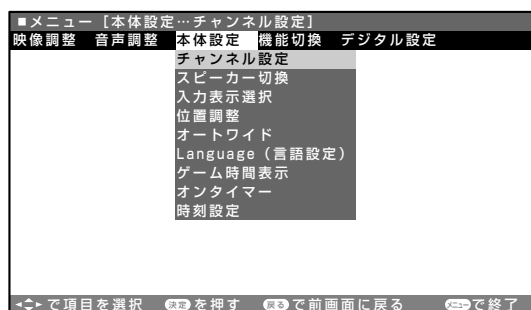 ■メニュー [本体設定…チャンネル設定]
映像調整 音声調整 本体設定 機能切換 デジタル設定
チャンネル設定
スピーカー切換
入力表示選択
位置調整
オートワイド
Language（言語設定）
ゲーム時間表示
オンタイマー
時刻設定
で項目を選択 決定を押す 戻るで前画面に戻る メニューで終了